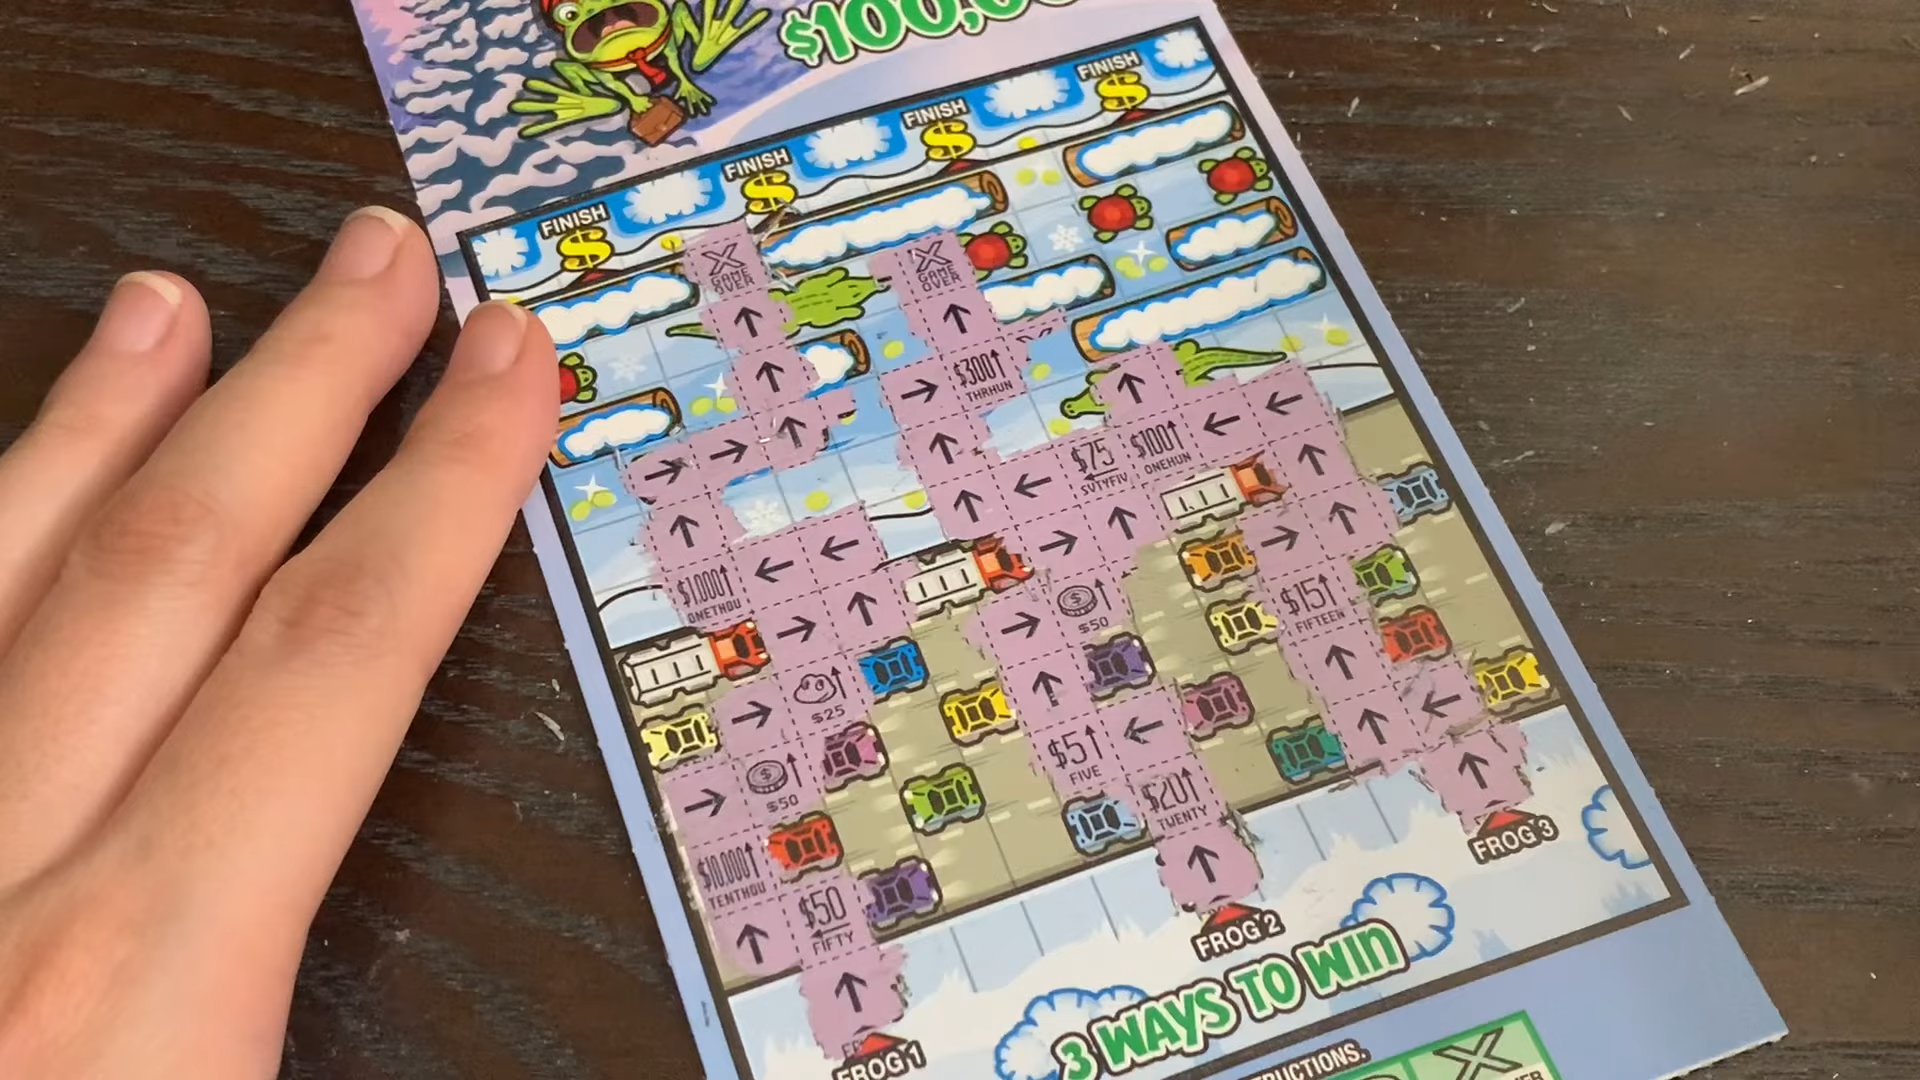 $100,00
FINISH
$
FINISH
$
FINISH
$
FINISH
$
X
GAME
OVER
X
GAME
OVER
$300
THRHUN
$75
SVTYFIV
$100
ONEHUN
$1,000
ONETHOU
$50
$15
FIFTEEN
$25
$50
$5
FIVE
$20
TWENTY
$10,000
TENTHOU
$50
FIFTY
FROG 3
FROG 2
FROG 1
3 WAYS TO WIN
X